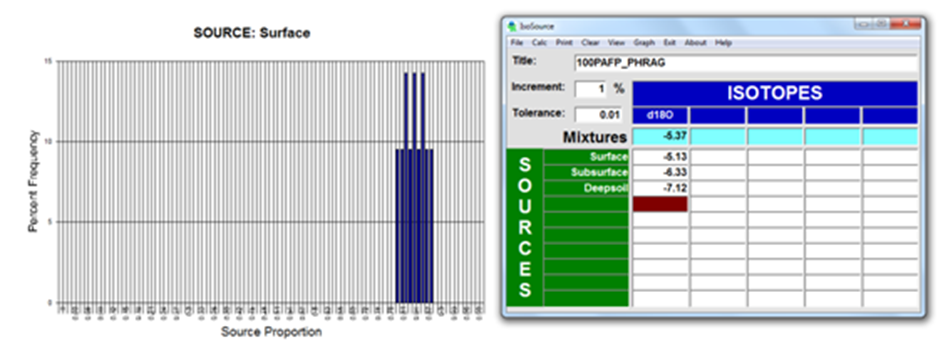 SOURCE: Surface
15
10
5
0
Percent Frequency
Source Proportion
IsoSource
File Calc Print Clear View Graph Exit About Help
Title: 100PAFP_PHRAG
Increment: 1 %
ISOTOPES
Tolerance: 0.01 d18O
Mixtures -5.37
SOURCES
Surface -5.13
Subsurface -6.33
Deepsoil -7.12